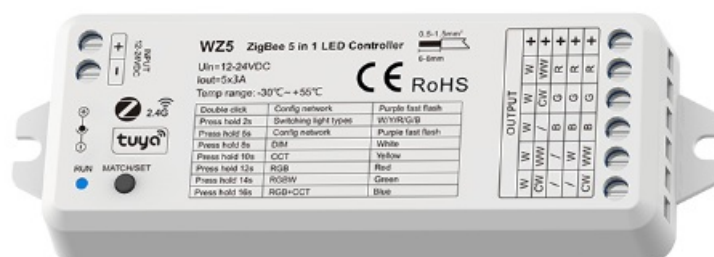 +
-
INPUT
12-24VDC
2.4G
tuya
RUN
MATCH/SET
WZ5 ZigBee 5 in 1 LED Controller
Uin=12-24VDC
Iout=5x3A
Temp range: -30℃~+55℃
CE RoHS
0.5-1.5mm²
6-8mm
Double click Config network Purple fast flash
Press hold 2s Switching light types W/Y/R/G/B
Press hold 5s Config network Purple fast flash
Press hold 8s DIM White
Press hold 10s CCT Yellow
Press hold 12s RGB Red
Press hold 14s RGBW Green
Press hold 16s RGB+CCT Blue
OUTPUT
+ + + + +
W WW R R R
W CW G G G
W / B B B
W WW / W WW
W CW / / CW